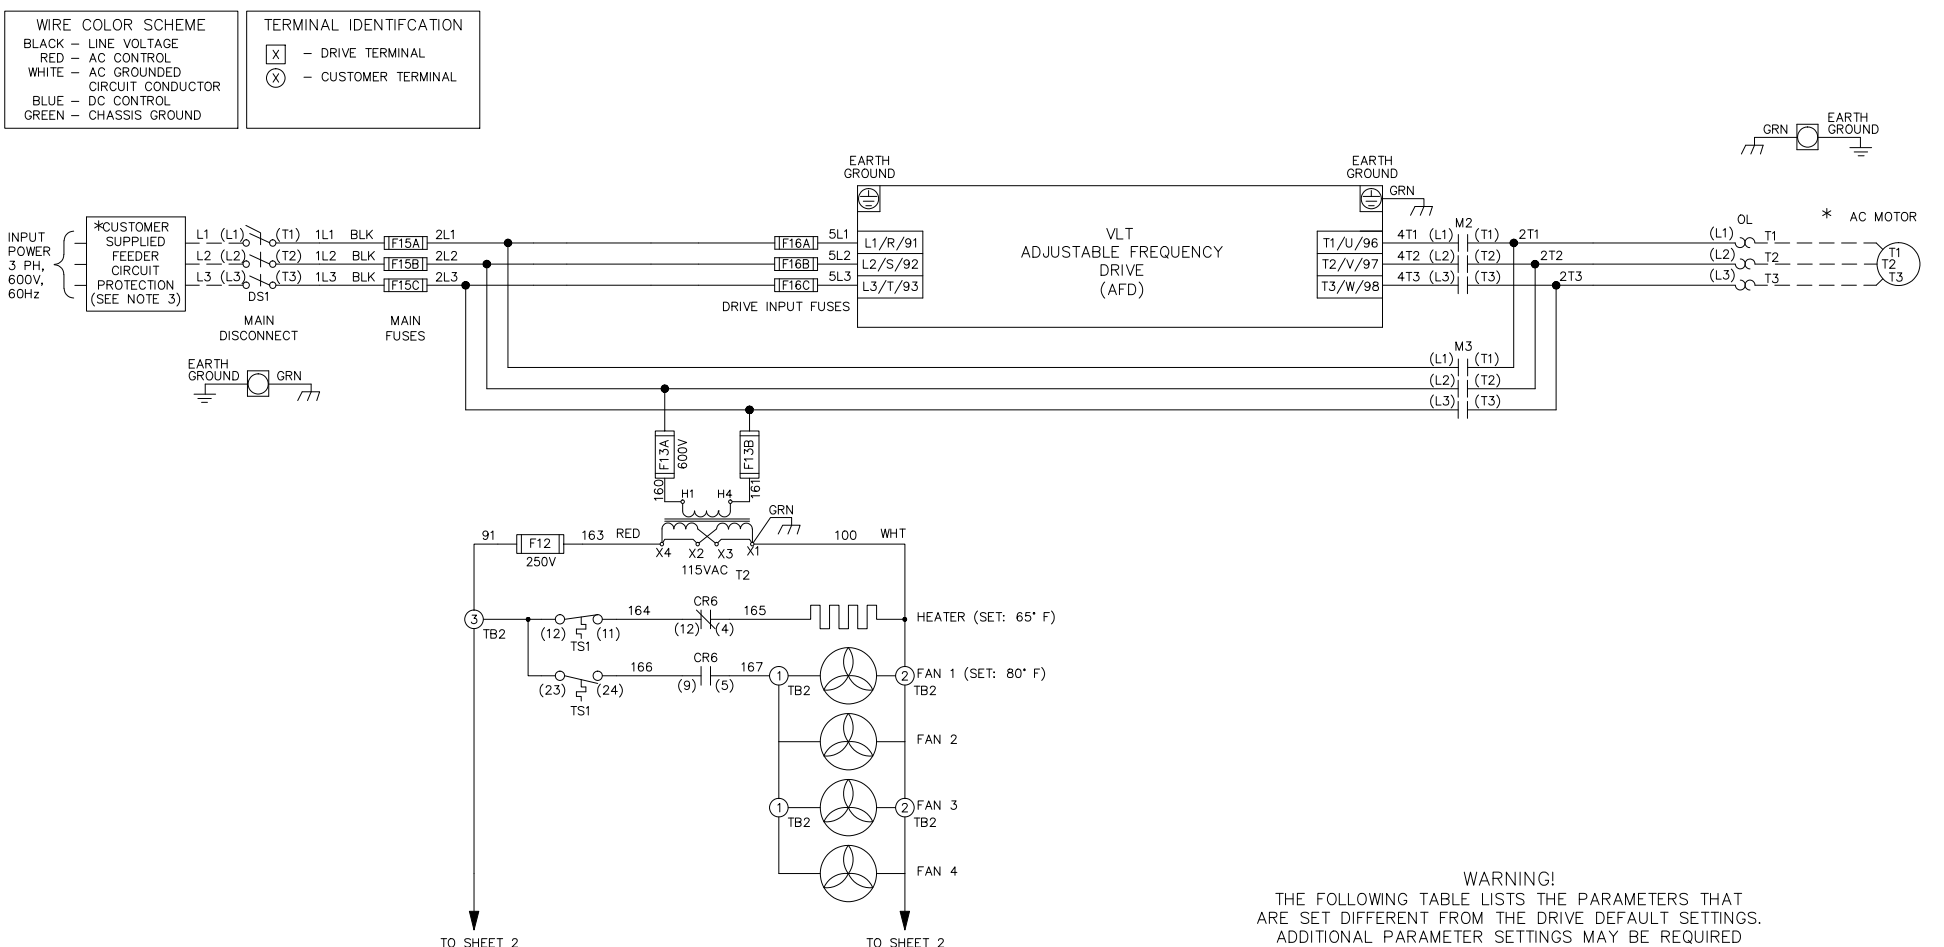 WIRE COLOR SCHEME
BLACK – LINE VOLTAGE
RED – AC CONTROL
WHITE – AC GROUNDED
CIRCUIT CONDUCTOR
BLUE – DC CONTROL
GREEN – CHASSIS GROUND
TERMINAL IDENTIFCATION
X – DRIVE TERMINAL
X – CUSTOMER TERMINAL
GRN
EARTH
GROUND
INPUT
POWER
3 PH,
600V,
60Hz
*CUSTOMER
SUPPLIED
FEEDER
CIRCUIT
PROTECTION
(SEE NOTE 3)
L1 (L1) (T1) 1L1 BLK F15A 2L1
L2 (L2) (T2) 1L2 BLK F15B 2L2
L3 (L3) (T3) 1L3 BLK F15C 2L3
DS1
MAIN
DISCONNECT
MAIN
FUSES
EARTH
GROUND
GRN
F16A 5L1 L1/R/91
F16B 5L2 L2/S/92
F16C 5L3 L3/T/93
DRIVE INPUT FUSES
EARTH
GROUND
VLT
ADJUSTABLE FREQUENCY
DRIVE
(AFD)
EARTH
GROUND
GRN
M2
T1/U/96 4T1 (L1) (T1) 2T1
T2/V/97 4T2 (L2) (T2) 2T2
T3/W/98 4T3 (L3) (T3) 2T3
OL
(L1) T1
(L2) T2
(L3) T3
* AC MOTOR
T1
T2
T3
M3
(L1) (T1)
(L2) (T2)
(L3) (T3)
F13A
600V
F13B
160
161
H1 H4
GRN
91 F12 163 RED
250V
X4 X2 X3 X1
115VAC T2
100 WHT
3
TB2
(12) (11)
TS1
164
CR6
(12) (4)
165
HEATER (SET: 65° F)
(23) (24)
TS1
166
CR6
(9) (5)
167
1
TB2
2
TB2
FAN 1 (SET: 80° F)
FAN 2
1
TB2
2
TB2
FAN 3
FAN 4
TO SHEET 2
TO SHEET 2
WARNING!
THE FOLLOWING TABLE LISTS THE PARAMETERS THAT
ARE SET DIFFERENT FROM THE DRIVE DEFAULT SETTINGS.
ADDITIONAL PARAMETER SETTINGS MAY BE REQUIRED